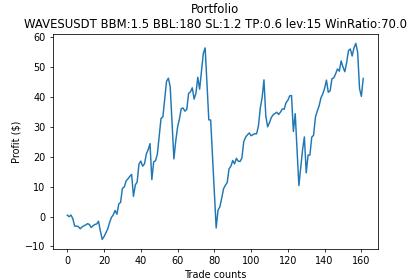 Portfolio
WAVESUSDT BBM:1.5 BBL:180 SL:1.2 TP:0.6 lev:15 WinRatio:70.0
60
50
40
30
20
10
0
−10
Profit ($)
0 20 40 60 80 100 120 140 160
Trade counts